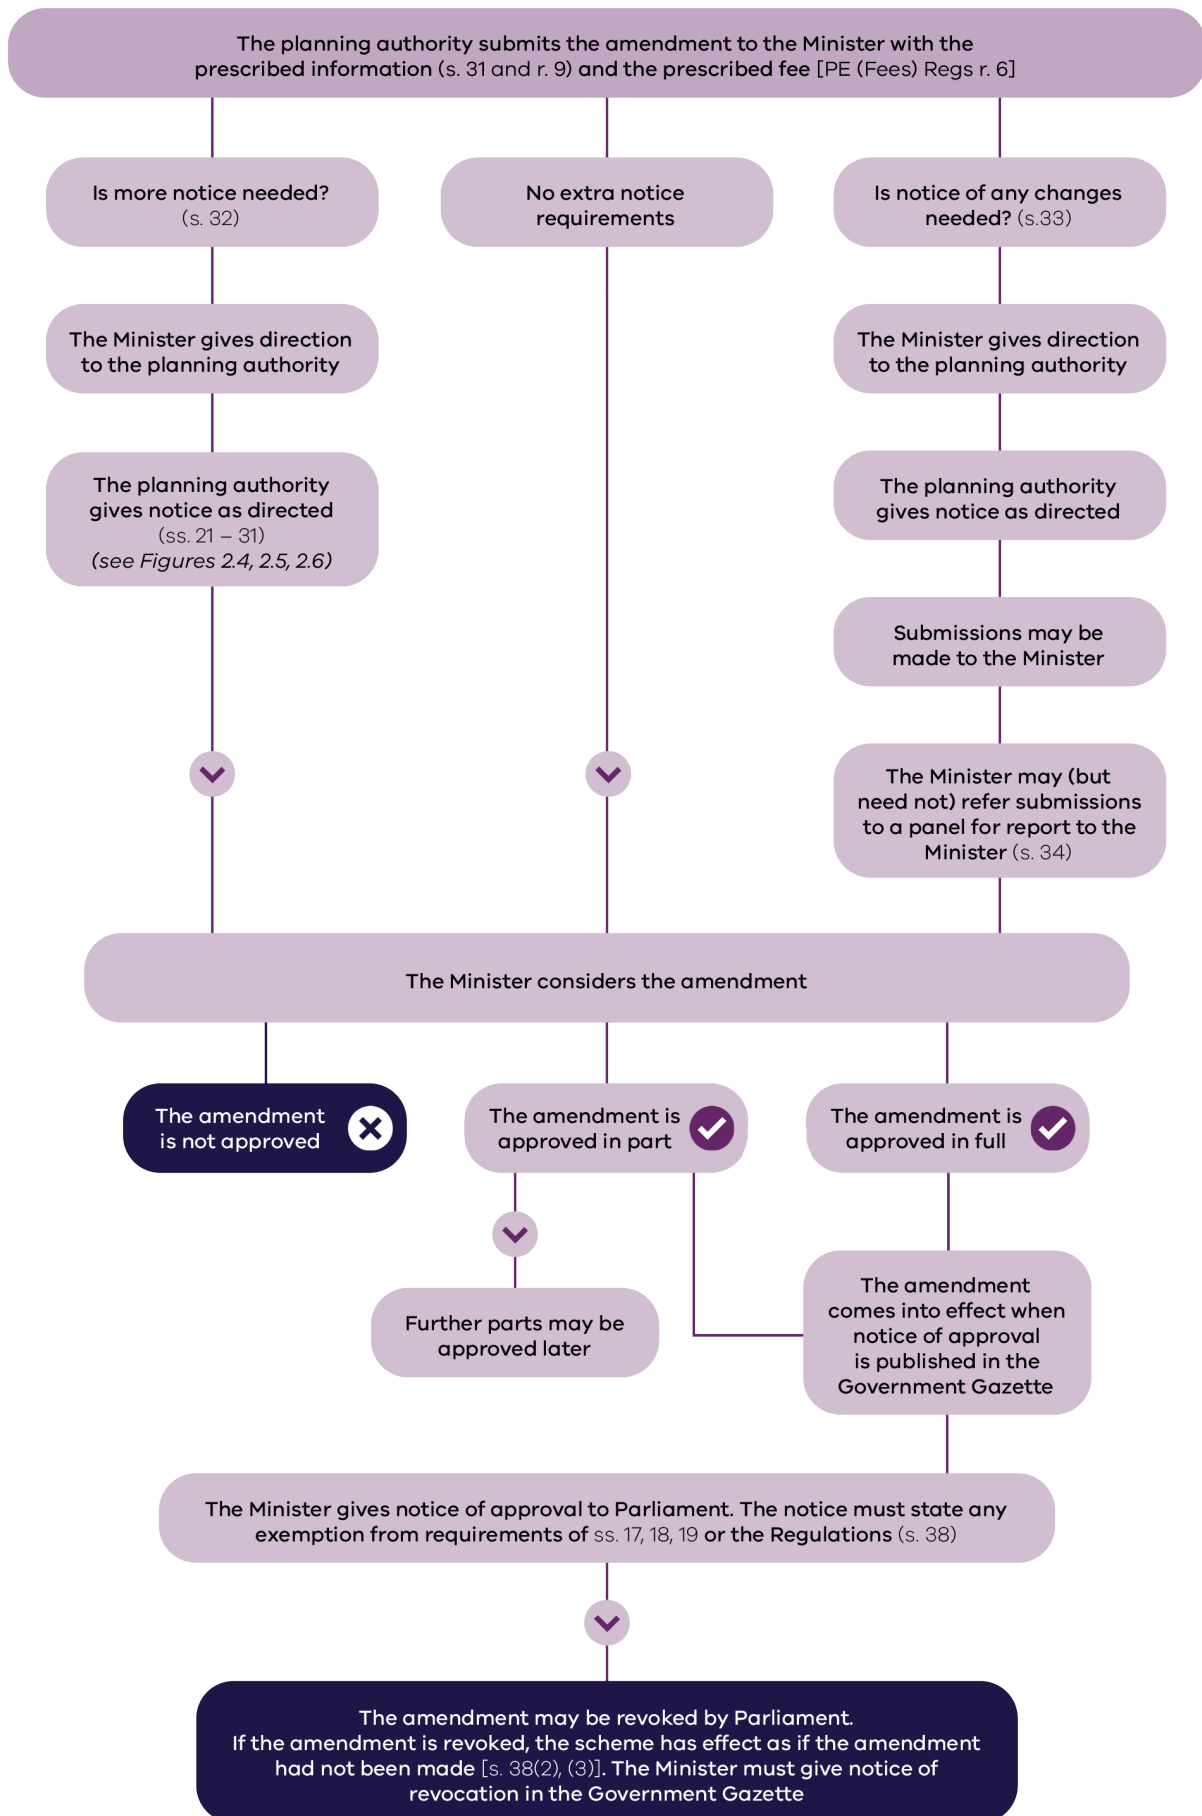 The planning authority submits the amendment to the Minister with the
prescribed information (s. 31 and r. 9) and the prescribed fee [PE (Fees) Regs r. 6]
Is more notice needed?
(s. 32)
The Minister gives direction
to the planning authority
The planning authority
gives notice as directed
(ss. 21 – 31)
(see Figures 2.4, 2.5, 2.6)
No extra notice
requirements
Is notice of any changes
needed? (s.33)
The Minister gives direction
to the planning authority
The planning authority
gives notice as directed
Submissions may be
made to the Minister
The Minister may (but
need not) refer submissions
to a panel for report to the
Minister (s. 34)
The Minister considers the amendment
The amendment
is not approved
The amendment is
approved in part
The amendment is
approved in full
Further parts may be
approved later
The amendment
comes into effect when
notice of approval
is published in the
Government Gazette
The Minister gives notice of approval to Parliament. The notice must state any
exemption from requirements of ss. 17, 18, 19 or the Regulations (s. 38)
The amendment may be revoked by Parliament.
If the amendment is revoked, the scheme has effect as if the amendment
had not been made [s. 38(2), (3)]. The Minister must give notice of
revocation in the Government Gazette